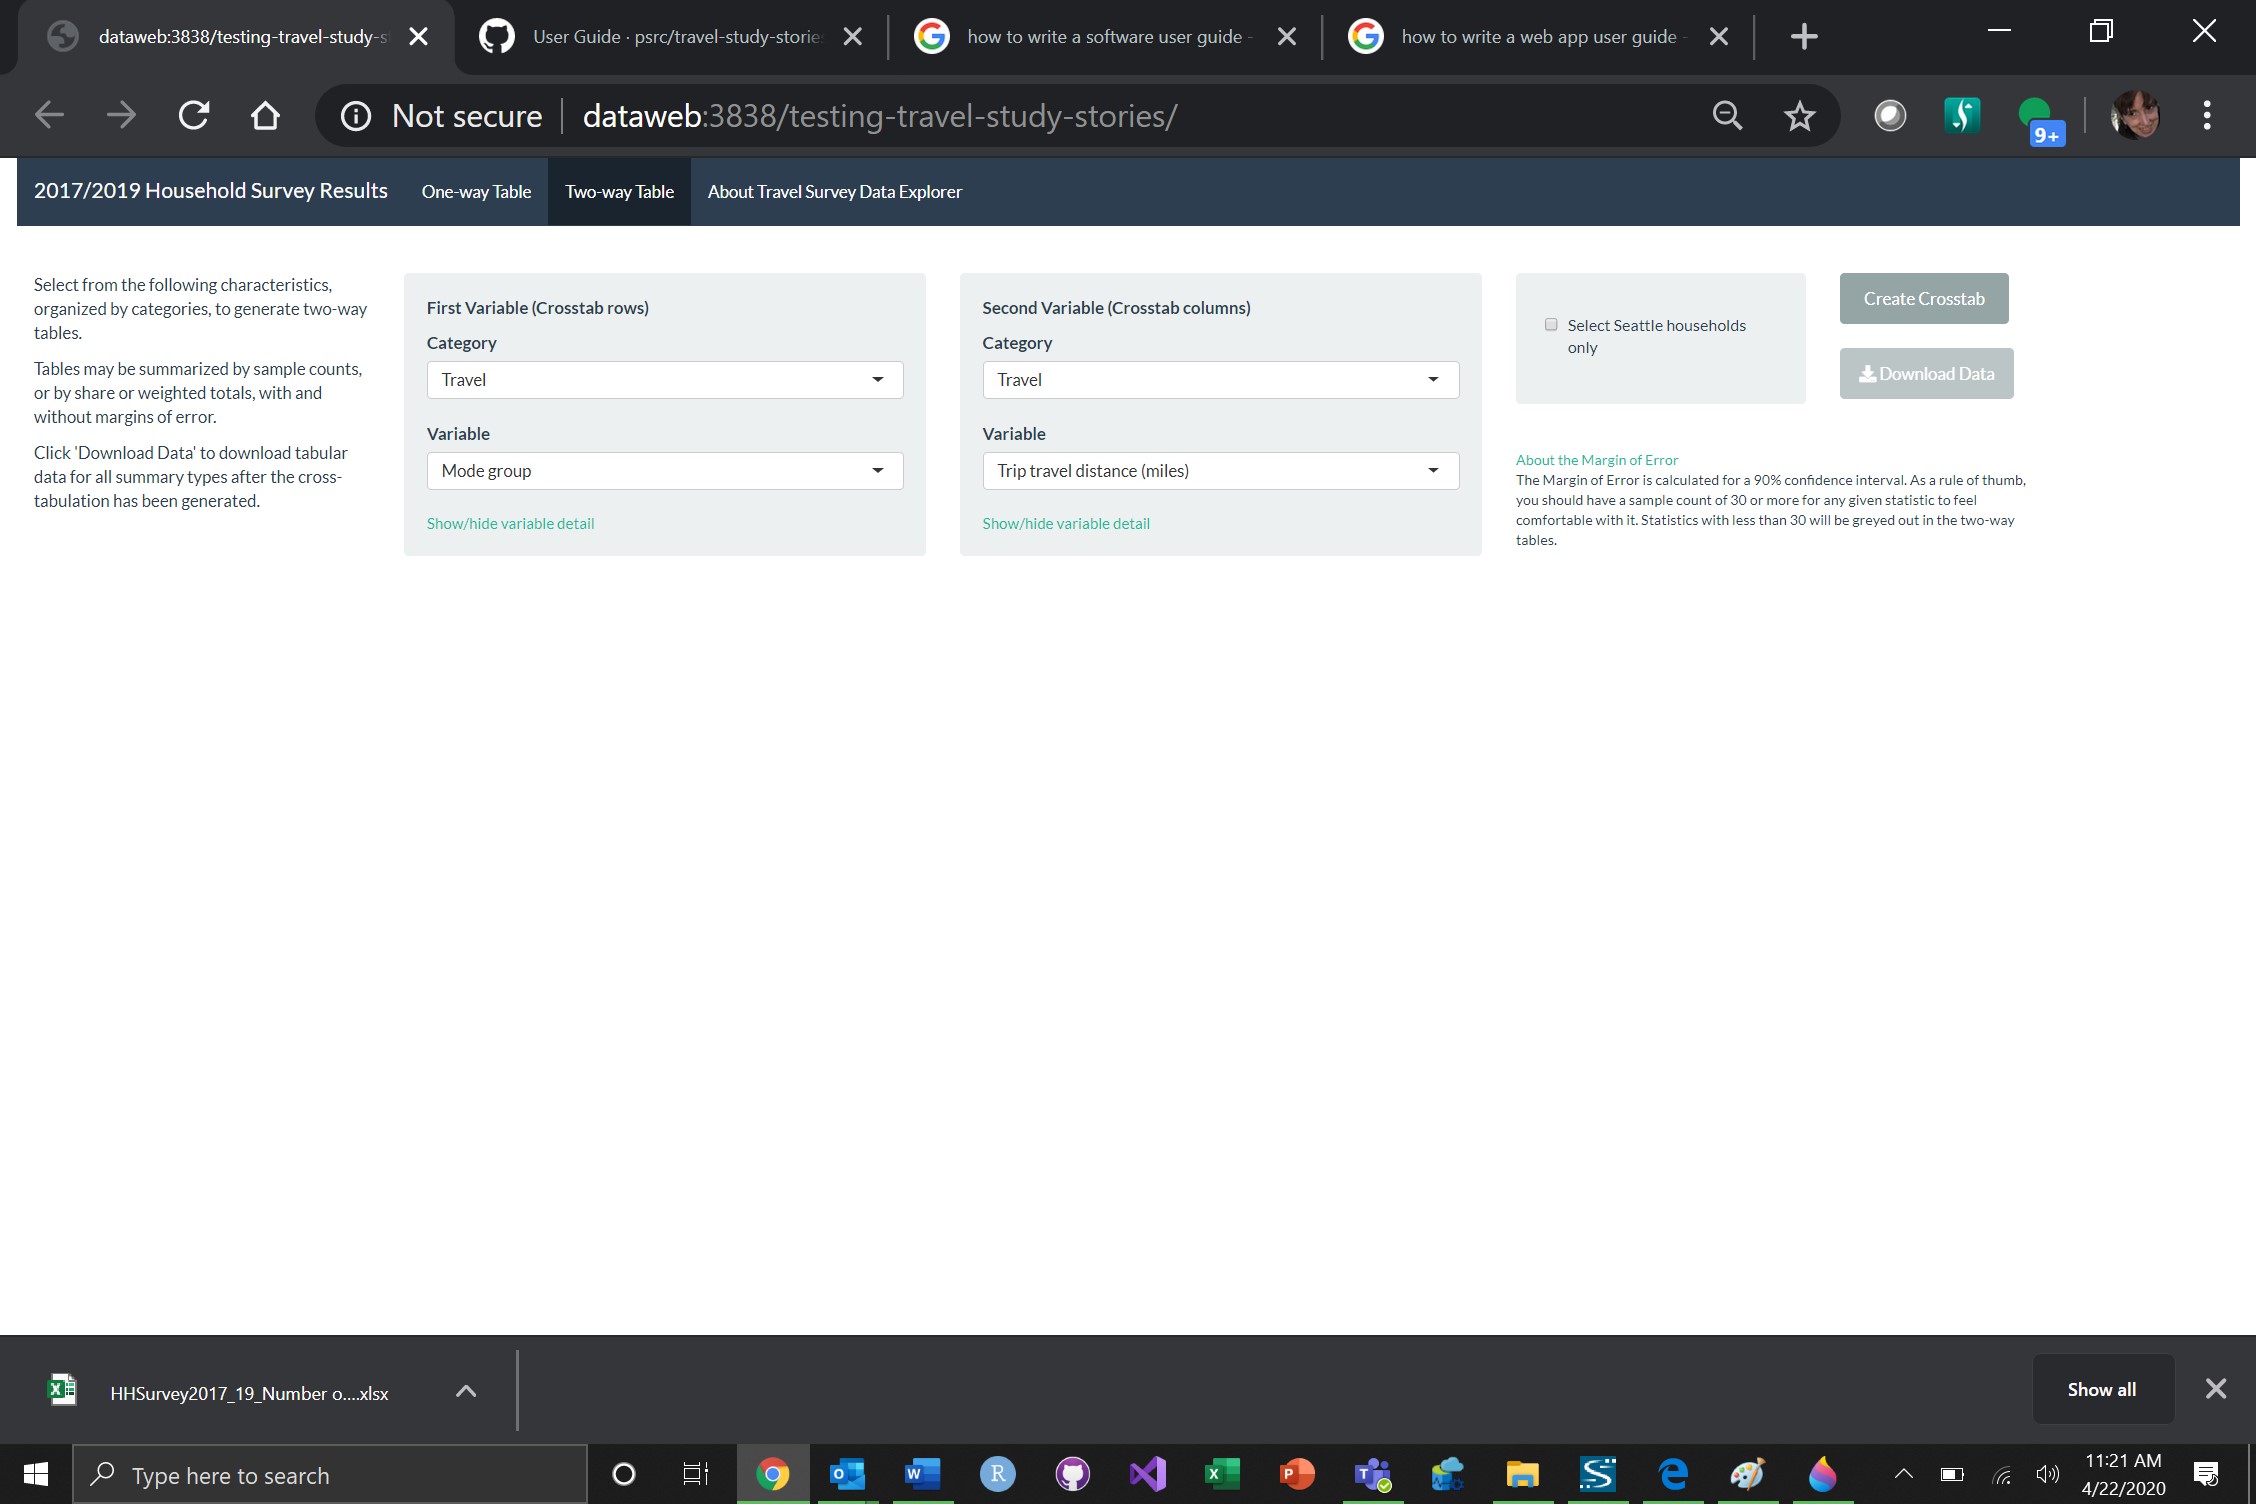 dataweb:3838/testing-travel-study-s
User Guide · psrc/travel-study-stories
how to write a software user guide -
how to write a web app user guide -
Not secure
dataweb:3838/testing-travel-study-stories/
9+
2017/2019 Household Survey Results
One-way Table
Two-way Table
About Travel Survey Data Explorer
Select from the following characteristics,
organized by categories, to generate two-way
tables.
Tables may be summarized by sample counts,
or by share or weighted totals, with and
without margins of error.
Click 'Download Data' to download tabular
data for all summary types after the cross-
tabulation has been generated.
First Variable (Crosstab rows)
Category
Travel
Variable
Mode group
Show/hide variable detail
Second Variable (Crosstab columns)
Category
Travel
Variable
Trip travel distance (miles)
Show/hide variable detail
Select Seattle households
only
Create Crosstab
Download Data
About the Margin of Error
The Margin of Error is calculated for a 90% confidence interval. As a rule of thumb,
you should have a sample count of 30 or more for any given statistic to feel
comfortable with it. Statistics with less than 30 will be greyed out in the two-way
tables.
HHSurvey2017_19_Number o....xlsx
Show all
Type here to search
11:21 AM
4/22/2020